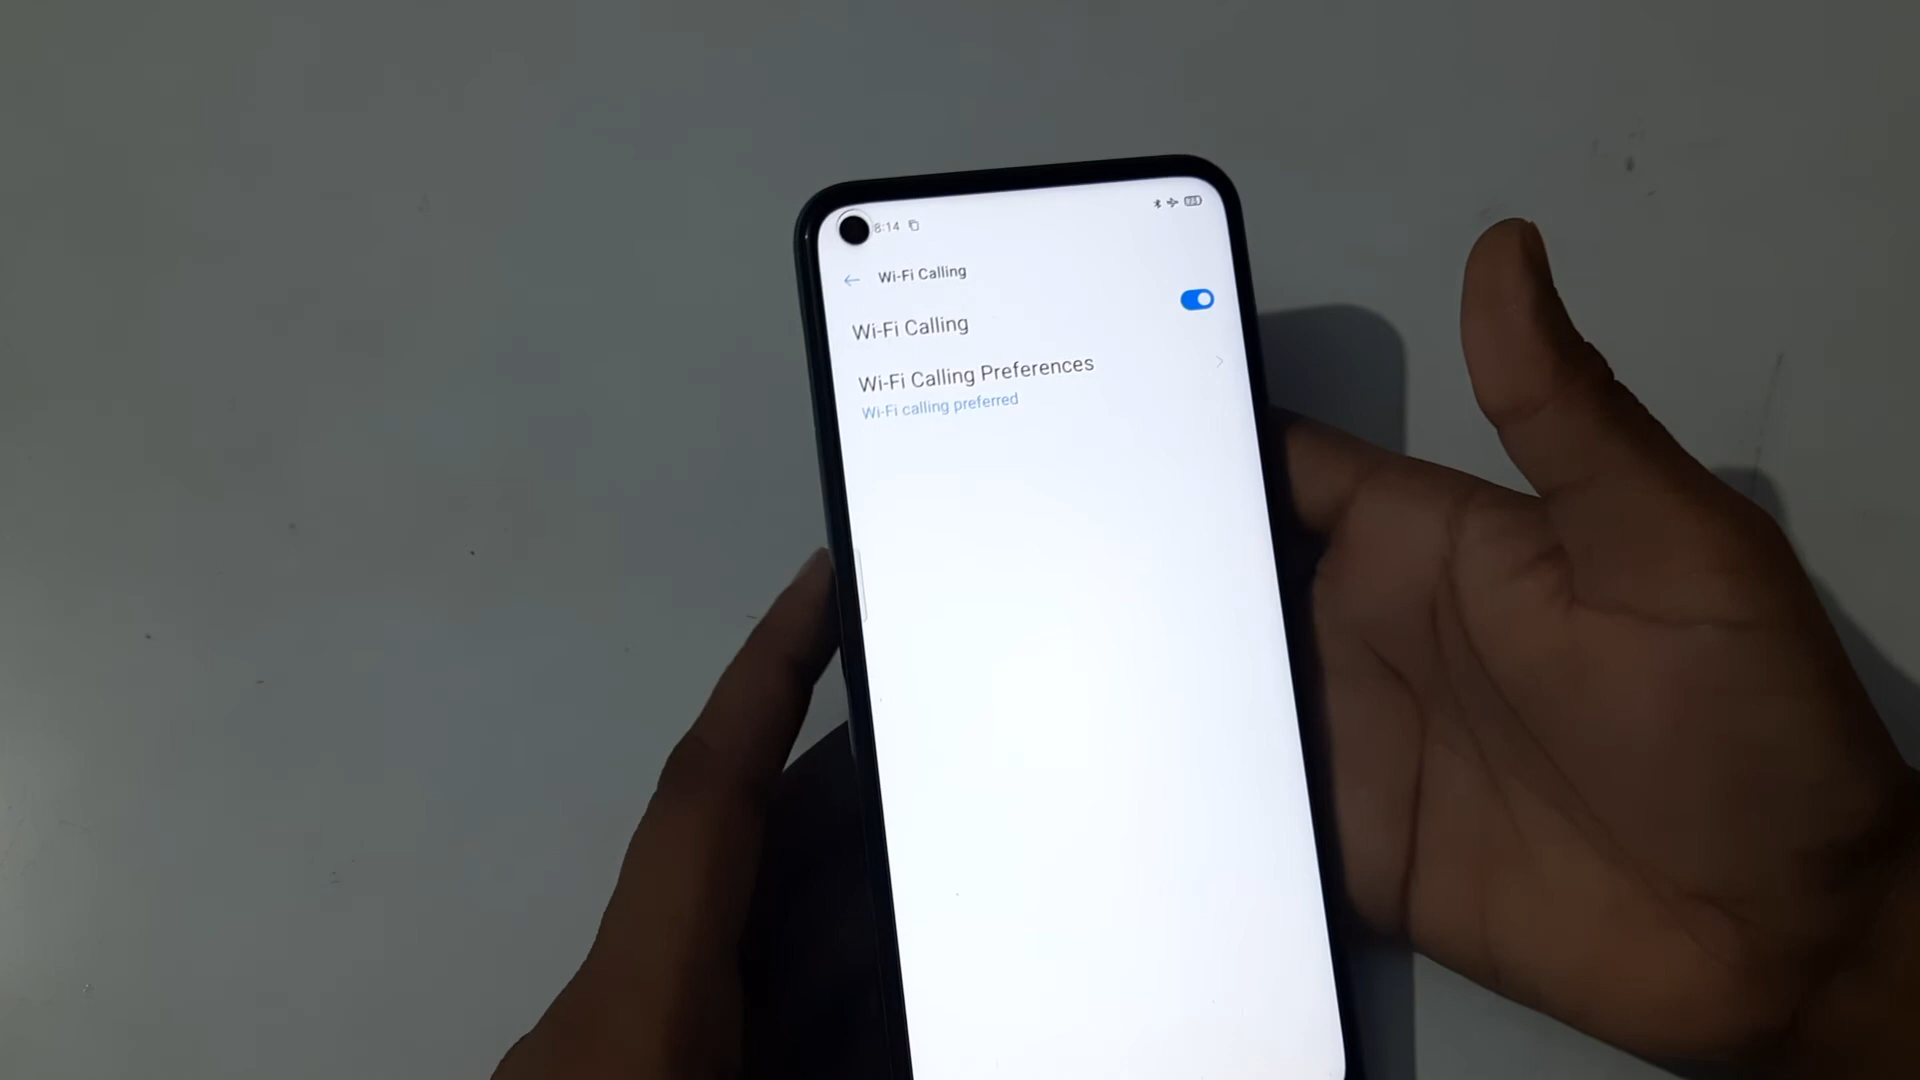 8:14
Wi-Fi Calling
Wi-Fi Calling
Wi-Fi Calling Preferences
Wi-Fi calling preferred